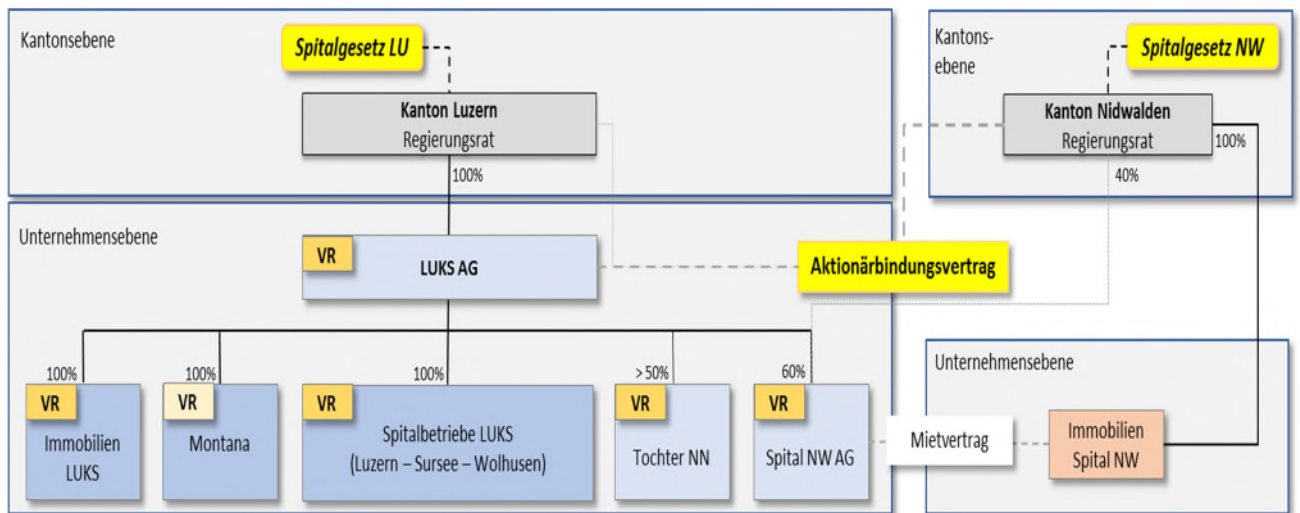 Kantonsebene
Spitalgesetz LU
Kanton Luzern
Regierungsrat
100%
Kantons-
ebene
Spitalgesetz NW
Kanton Nidwalden
Regierungsrat
100%
40%
Unternehmensebene
VR
LUKS AG
Aktionärbindungsvertrag
100%
VR
Immobilien
LUKS
100%
VR
Montana
100%
VR
Spitalbetriebe LUKS
(Luzern – Sursee – Wolhusen)
>50%
VR
Tochter NN
60%
VR
Spital NW AG
Mietvertrag
Unternehmensebene
Immobilien
Spital NW